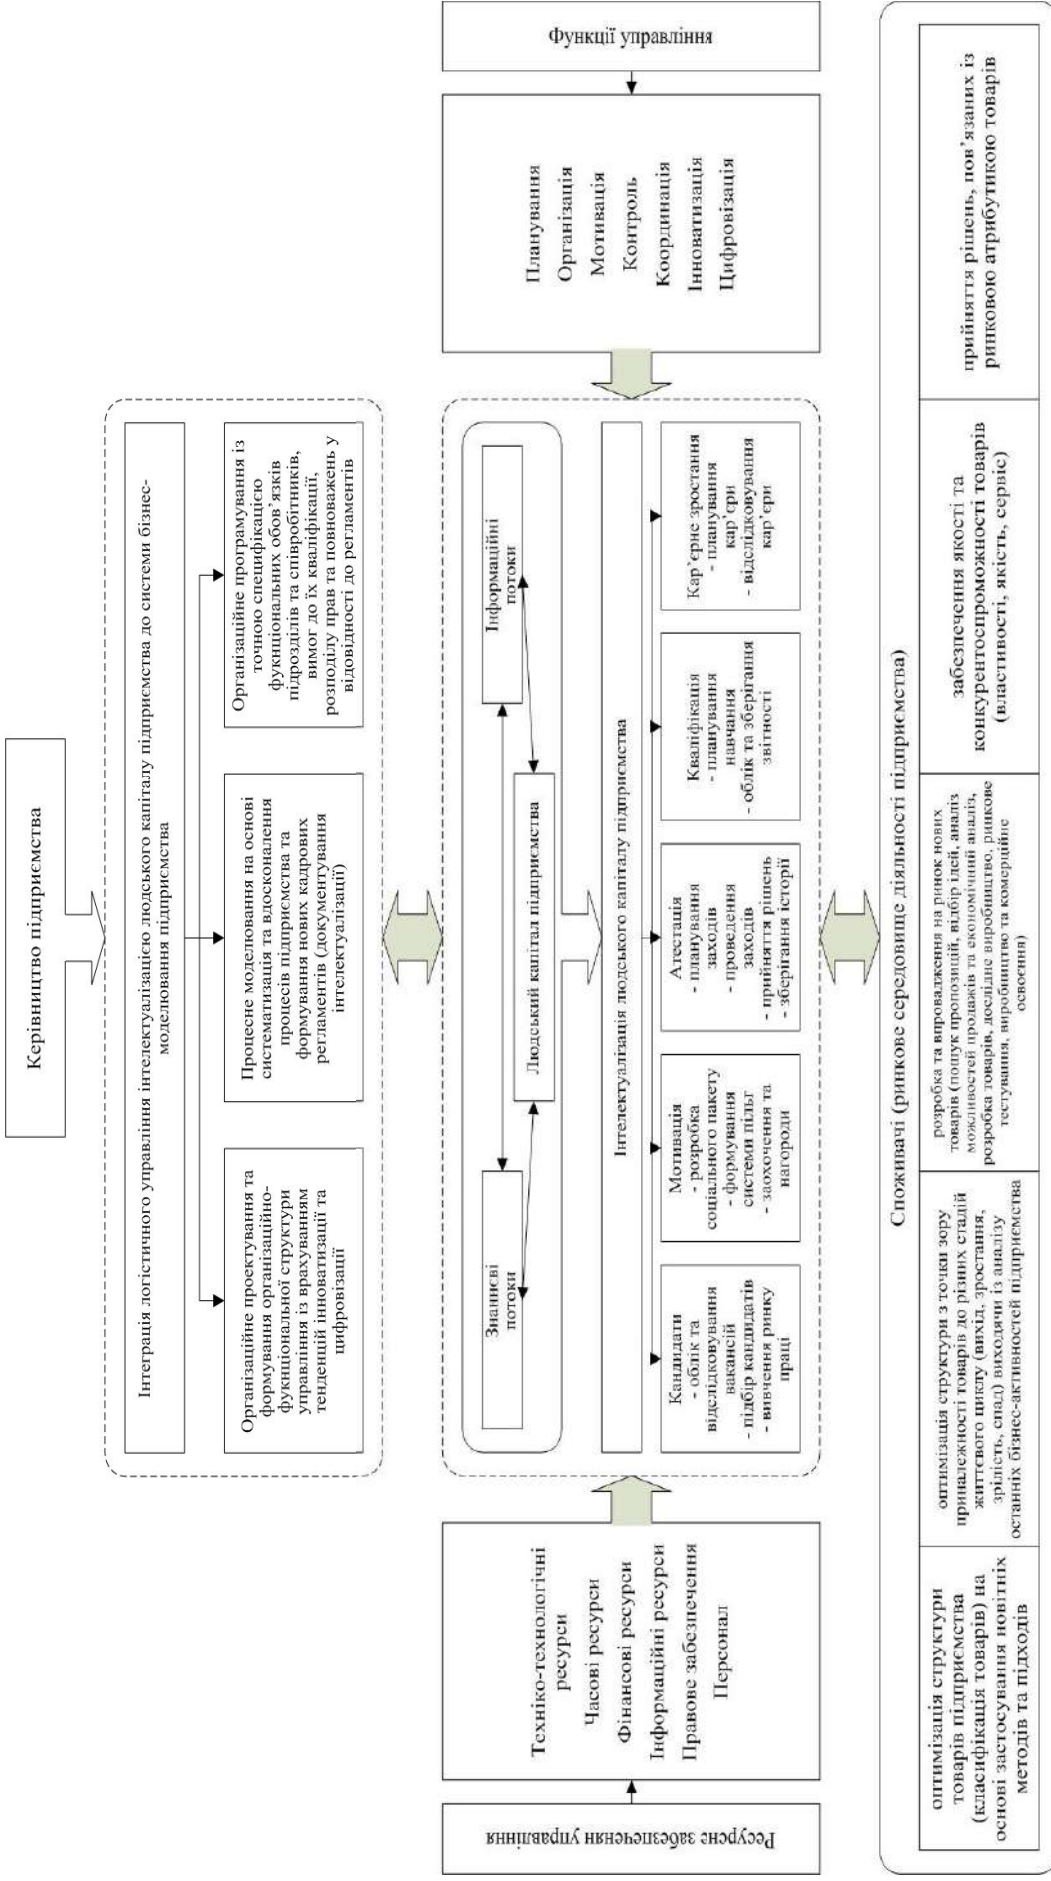 Керівництво підприємства
Інтеграція логістичного управління інтелектуалізацією людського капіталу підприємства до системи бізнес-
моделювання підприємства
Організаційне проектування та
формування організаційно-
функціональної структури
управління із врахуванням
тенденцій інноватизації та
цифровізації
Процесне моделювання на основі
систематизація та вдосконалення
процесів підприємства та
формування нових кадрових
регламентів (документування
інтелектуалізації)
Організаційне програмування із
точною специфікацією
функціональних обов’язків
підрозділів та співробітників,
вимог до їх кваліфікації,
розподілу прав та повноважень у
відовідності до регламентів
Ресурсне забезпеченян управління
Техніко-технологічні
ресурси
Часові ресурси
Фінансові ресурси
Інформаційні ресурси
Правове забезпечення
Персонал
Знаннєві
потоки
Інформаційні
потоки
Людський капітал підприємства
Інтелектуалізація людського капіталу підприємства
Кандидати
- облік та
відслідковування
вакансій
- підбір кандидатів
- вивчення ринку
праці
Мотивація
- розробка
соціального пакету
- формування
системи пільг
- заохочення та
нагороди
Атестація
- планування
заходів
- проведення
заходів
- прийняття рішень
- зберігання історії
Кваліфікація
- планування
навчання
- облік та зберігання
звітності
Кар’єрне зростання
- планування
кар’єри
- відслідковування
кар’єри
Планування
Організація
Мотивація
Контроль
Координація
Інноватизація
Цифровізація
Функції управління
Споживачі (ринкове середовище діяльності підприємства)
оптимізація структури
товарів підприємства
(класифікація товарів) на
основі застосування новітніх
методів та підходів
оптимізація структури з точки зору
приналежності товарів до різних стадій
життєвого циклу (вихід, зростання,
зрілість, спад) виходячи із аналізу
останніх бізнес-активностей підприємства
розробка та впровадження на ринок нових
товарів (пошук пропозицій, відбір ідей, аналіз
можливостей продажів та економічний аналіз,
розробка товарів, дослідне виробництво, ринкове
тестування, виробництво та комерційне
освоєння)
забезпечення якості та
конкурентоспроможності товарів
(властивості, якість, сервіс)
прийняття рішень, пов’язаних із
ринковою атрибутикою товарів